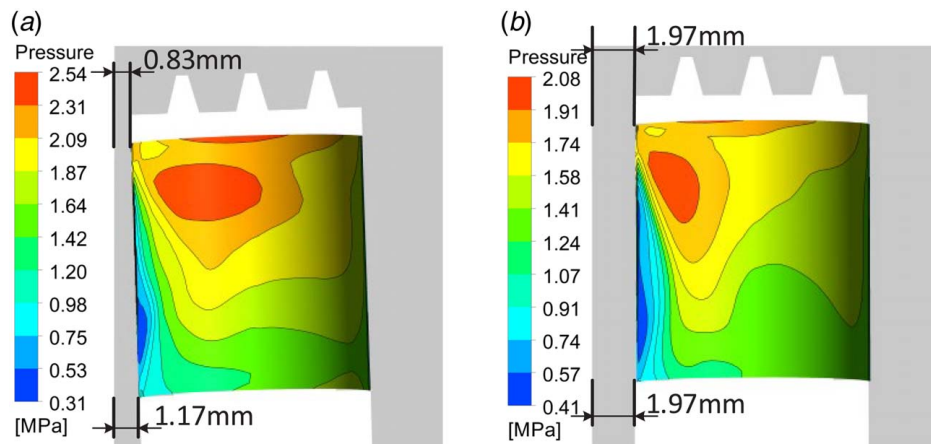 (a)
0.83mm
Pressure
2.54
2.31
2.09
1.87
1.64
1.42
1.20
0.98
0.75
0.53
0.31
[MPa]
1.17mm
(b)
1.97mm
Pressure
2.08
1.91
1.74
1.58
1.41
1.24
1.07
0.91
0.74
0.57
0.41
[MPa]
1.97mm